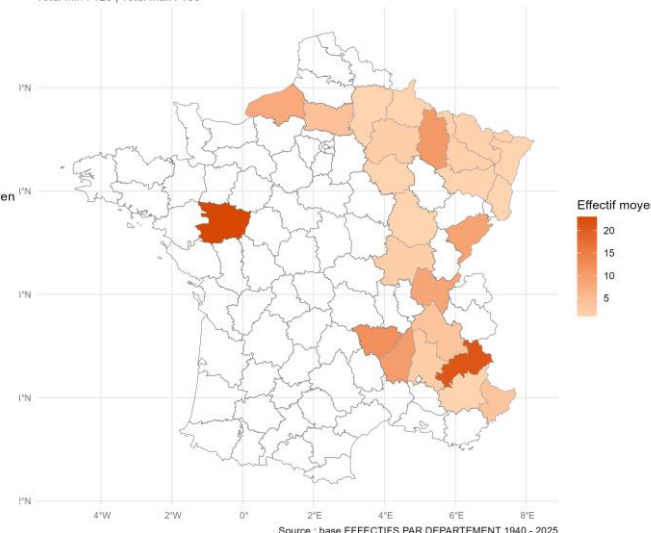 °N
°N
en
Effectif moye
20
15
10
5
°N
°N
°N
4°W
2°W
0°
2°E
4°E
6°E
8°E
Source : base EFFECTIFS PAR DEPARTEMENT 1940 - 2025